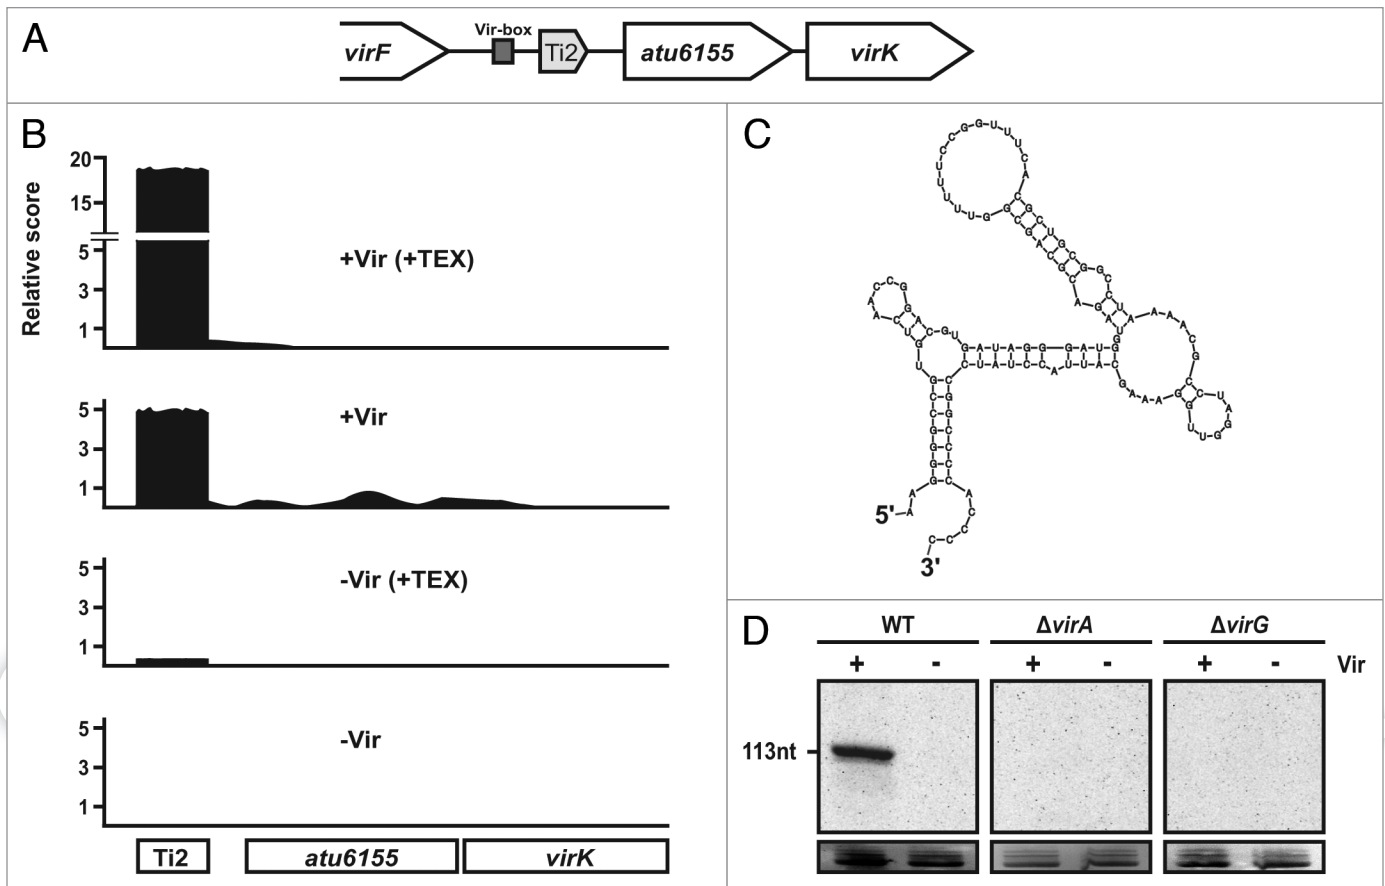 A
virF
Vir-box
Ti2
atu6155
virK
B
Relative score
20
15
5
3
1
+Vir (+TEX)
5
3
1
+Vir
5
3
1
-Vir (+TEX)
5
3
1
-Vir
Ti2
atu6155
virK
C
5'
3'
D
WT
ΔvirA
ΔvirG
+ - + - + - Vir
113nt